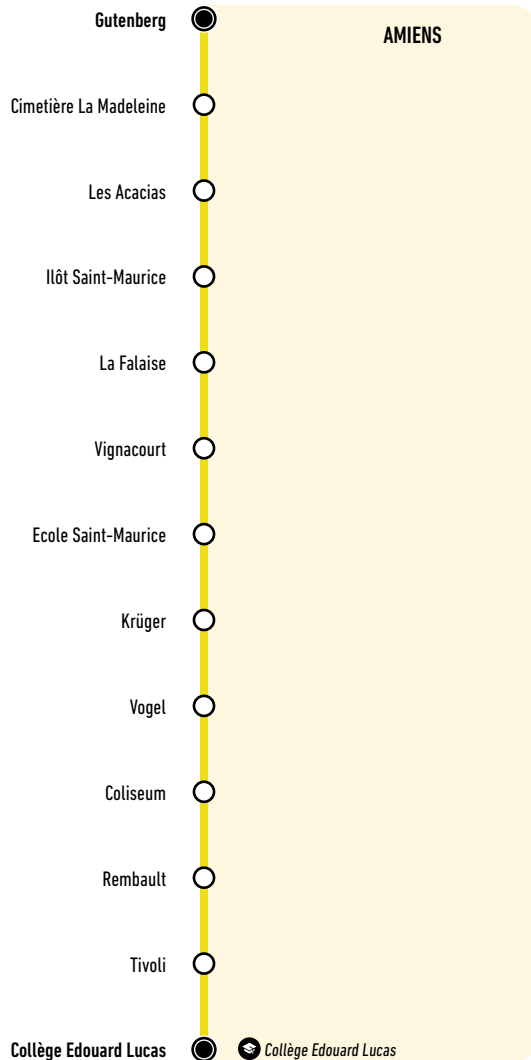 Gutenberg
AMIENS
Cimetière La Madeleine
Les Acacias
Ilôt Saint-Maurice
La Falaise
Vignacourt
Ecole Saint-Maurice
Krüger
Vogel
Coliseum
Rembault
Tivoli
Collège Edouard Lucas
Collège Edouard Lucas